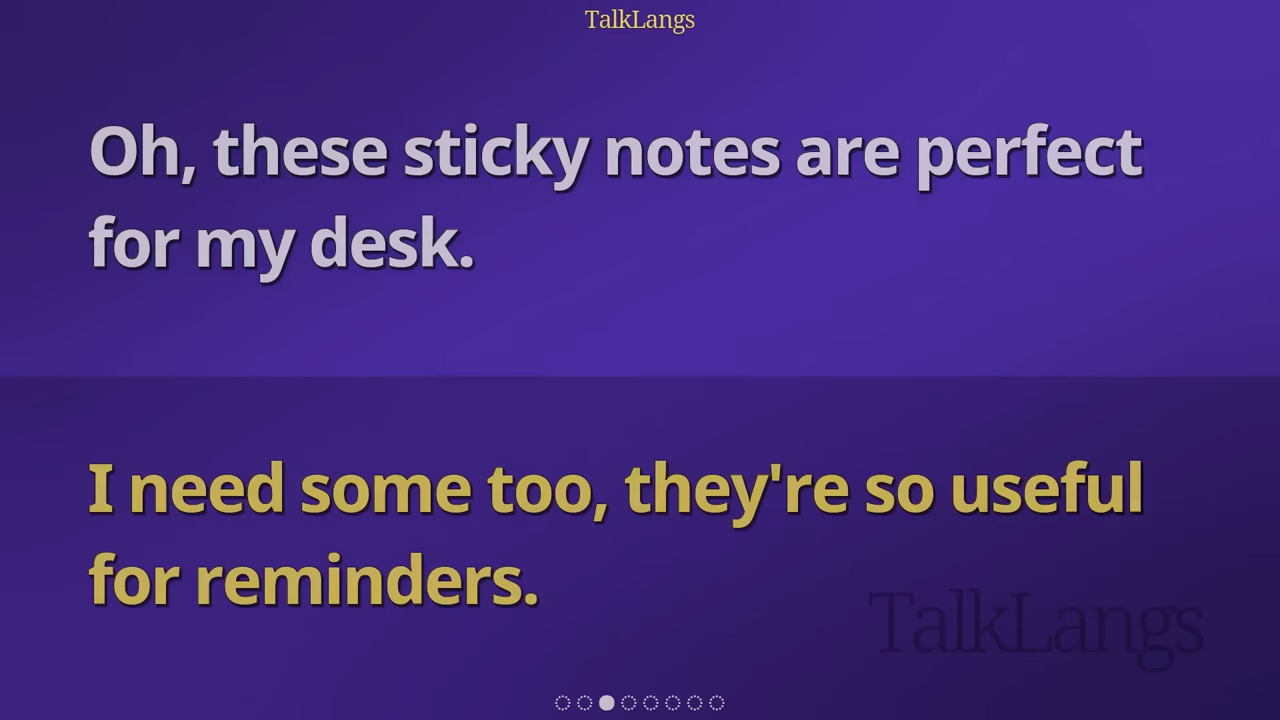 TalkLangs
Oh, these sticky notes are perfect
for my desk.
I need some too, they're so useful
for reminders.
TalkLangs